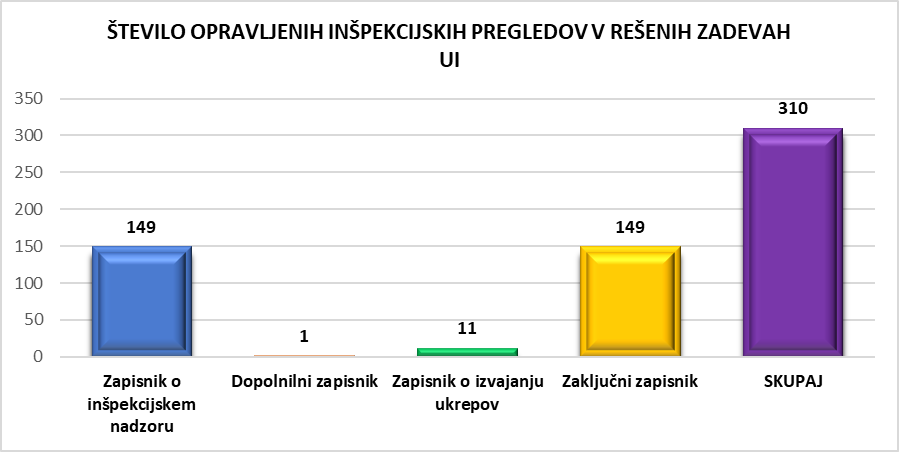 ŠTEVILO OPRAVLJENIH INŠPEKCIJSKIH PREGLEDOV V REŠENIH ZADEVAH
UI
350
300
250
200
150
100
50
0
149
1
11
149
310
Zapisnik o
inšpekcijskem
nadzoru
Dopolnilni zapisnik
Zapisnik o izvajanju
ukrepov
Zaključni zapisnik
SKUPAJ